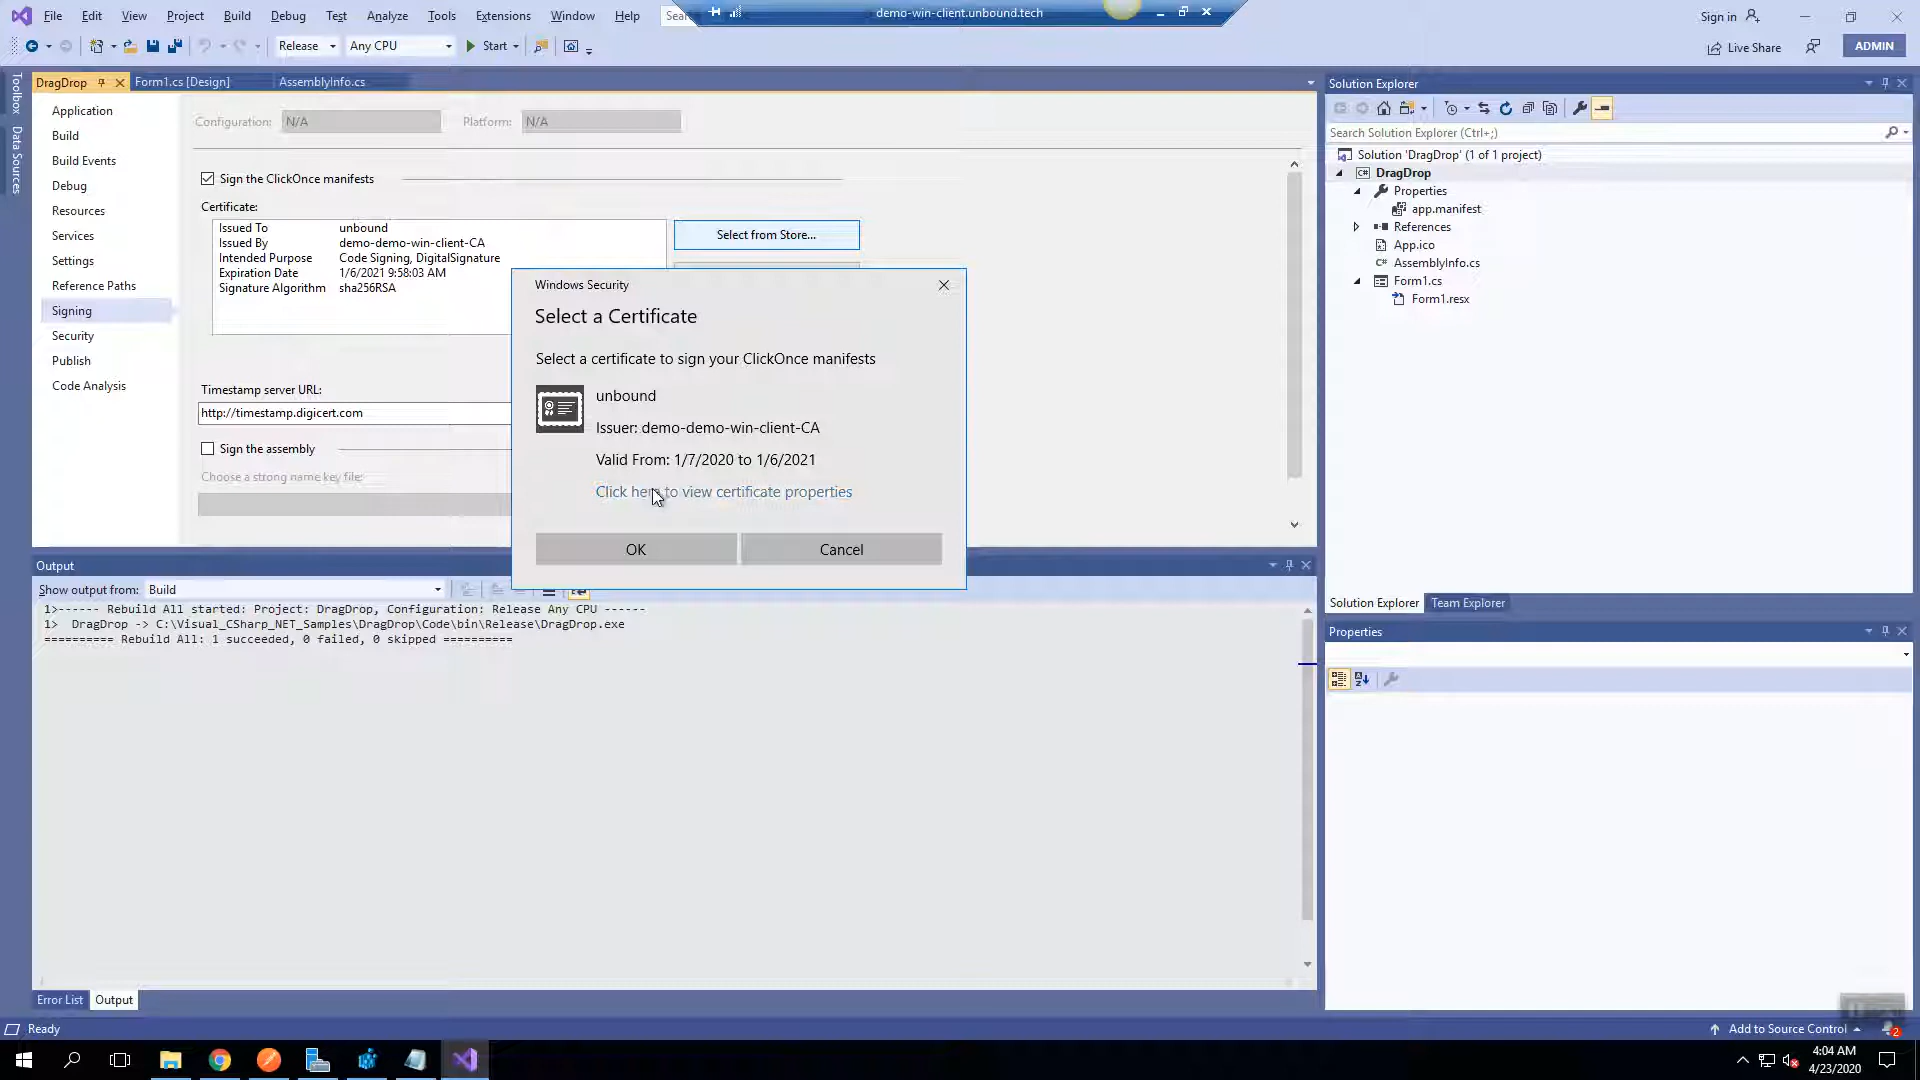 File Edit View Project Build Debug Test Analyze Tools Extensions Window Help
demo-win-client.unbound.tech
Sign in
Release Any CPU Start
Live Share
ADMIN
Toolbox
Data Sources
DragDrop Form1.cs [Design] AssemblyInfo.cs
Application
Build
Build Events
Debug
Resources
Services
Settings
Reference Paths
Signing
Security
Publish
Code Analysis
Configuration: N/A Platform: N/A
Sign the ClickOnce manifests
Certificate:
Issued To unbound
Issued By demo-demo-win-client-CA
Intended Purpose Code Signing, DigitalSignature
Expiration Date 1/6/2021 9:58:03 AM
Signature Algorithm sha256RSA
Select from Store...
Timestamp server URL:
http://timestamp.digicert.com
Sign the assembly
Choose a strong name key file:
Windows Security
Select a Certificate
Select a certificate to sign your ClickOnce manifests
unbound
Issuer: demo-demo-win-client-CA
Valid From: 1/7/2020 to 1/6/2021
Click here to view certificate properties
OK Cancel
Output
Show output from: Build
1>------ Rebuild All started: Project: DragDrop, Configuration: Release Any CPU ------
1>  DragDrop -> C:\Visual_CSharp_NET_Samples\DragDrop\Code\bin\Release\DragDrop.exe
========== Rebuild All: 1 succeeded, 0 failed, 0 skipped ==========
Error List Output
Solution Explorer
Search Solution Explorer (Ctrl+;)
Solution 'DragDrop' (1 of 1 project)
C# DragDrop
Properties
app.manifest
References
App.ico
C# AssemblyInfo.cs
Form1.cs
Form1.resx
Solution Explorer Team Explorer
Properties
Ready
Add to Source Control
2
4:04 AM
4/23/2020